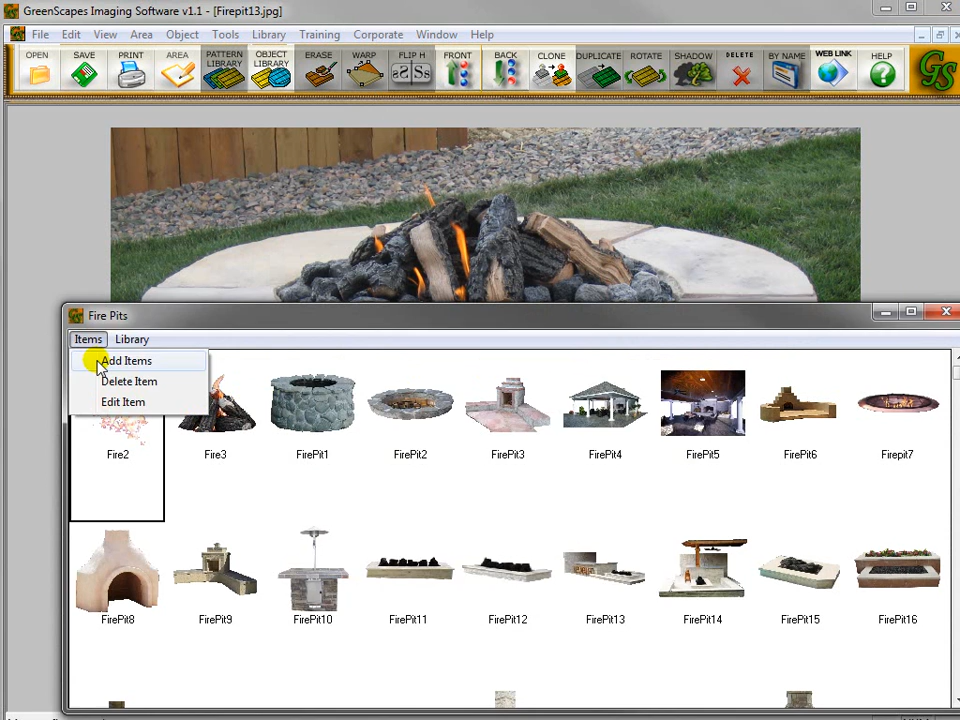 GreenScapes Imaging Software v1.1 - [Firepit13.jpg]
File Edit View Area Object Tools Library Training Corporate Window Help
OPEN SAVE PRINT AREA PATTERN LIBRARY OBJECT LIBRARY ERASE WARP FLIP H FRONT BACK CLONE DUPLICATE ROTATE SHADOW DELETE BY NAME WEB LINK HELP
GS
Fire Pits
Items Library
Add Items
Delete Item
Edit Item
Fire2 Fire3 FirePit1 FirePit2 FirePit3 FirePit4 FirePit5 FirePit6 Firepit7
FirePit8 FirePit9 FirePit10 FirePit11 FirePit12 FirePit13 FirePit14 FirePit15 FirePit16